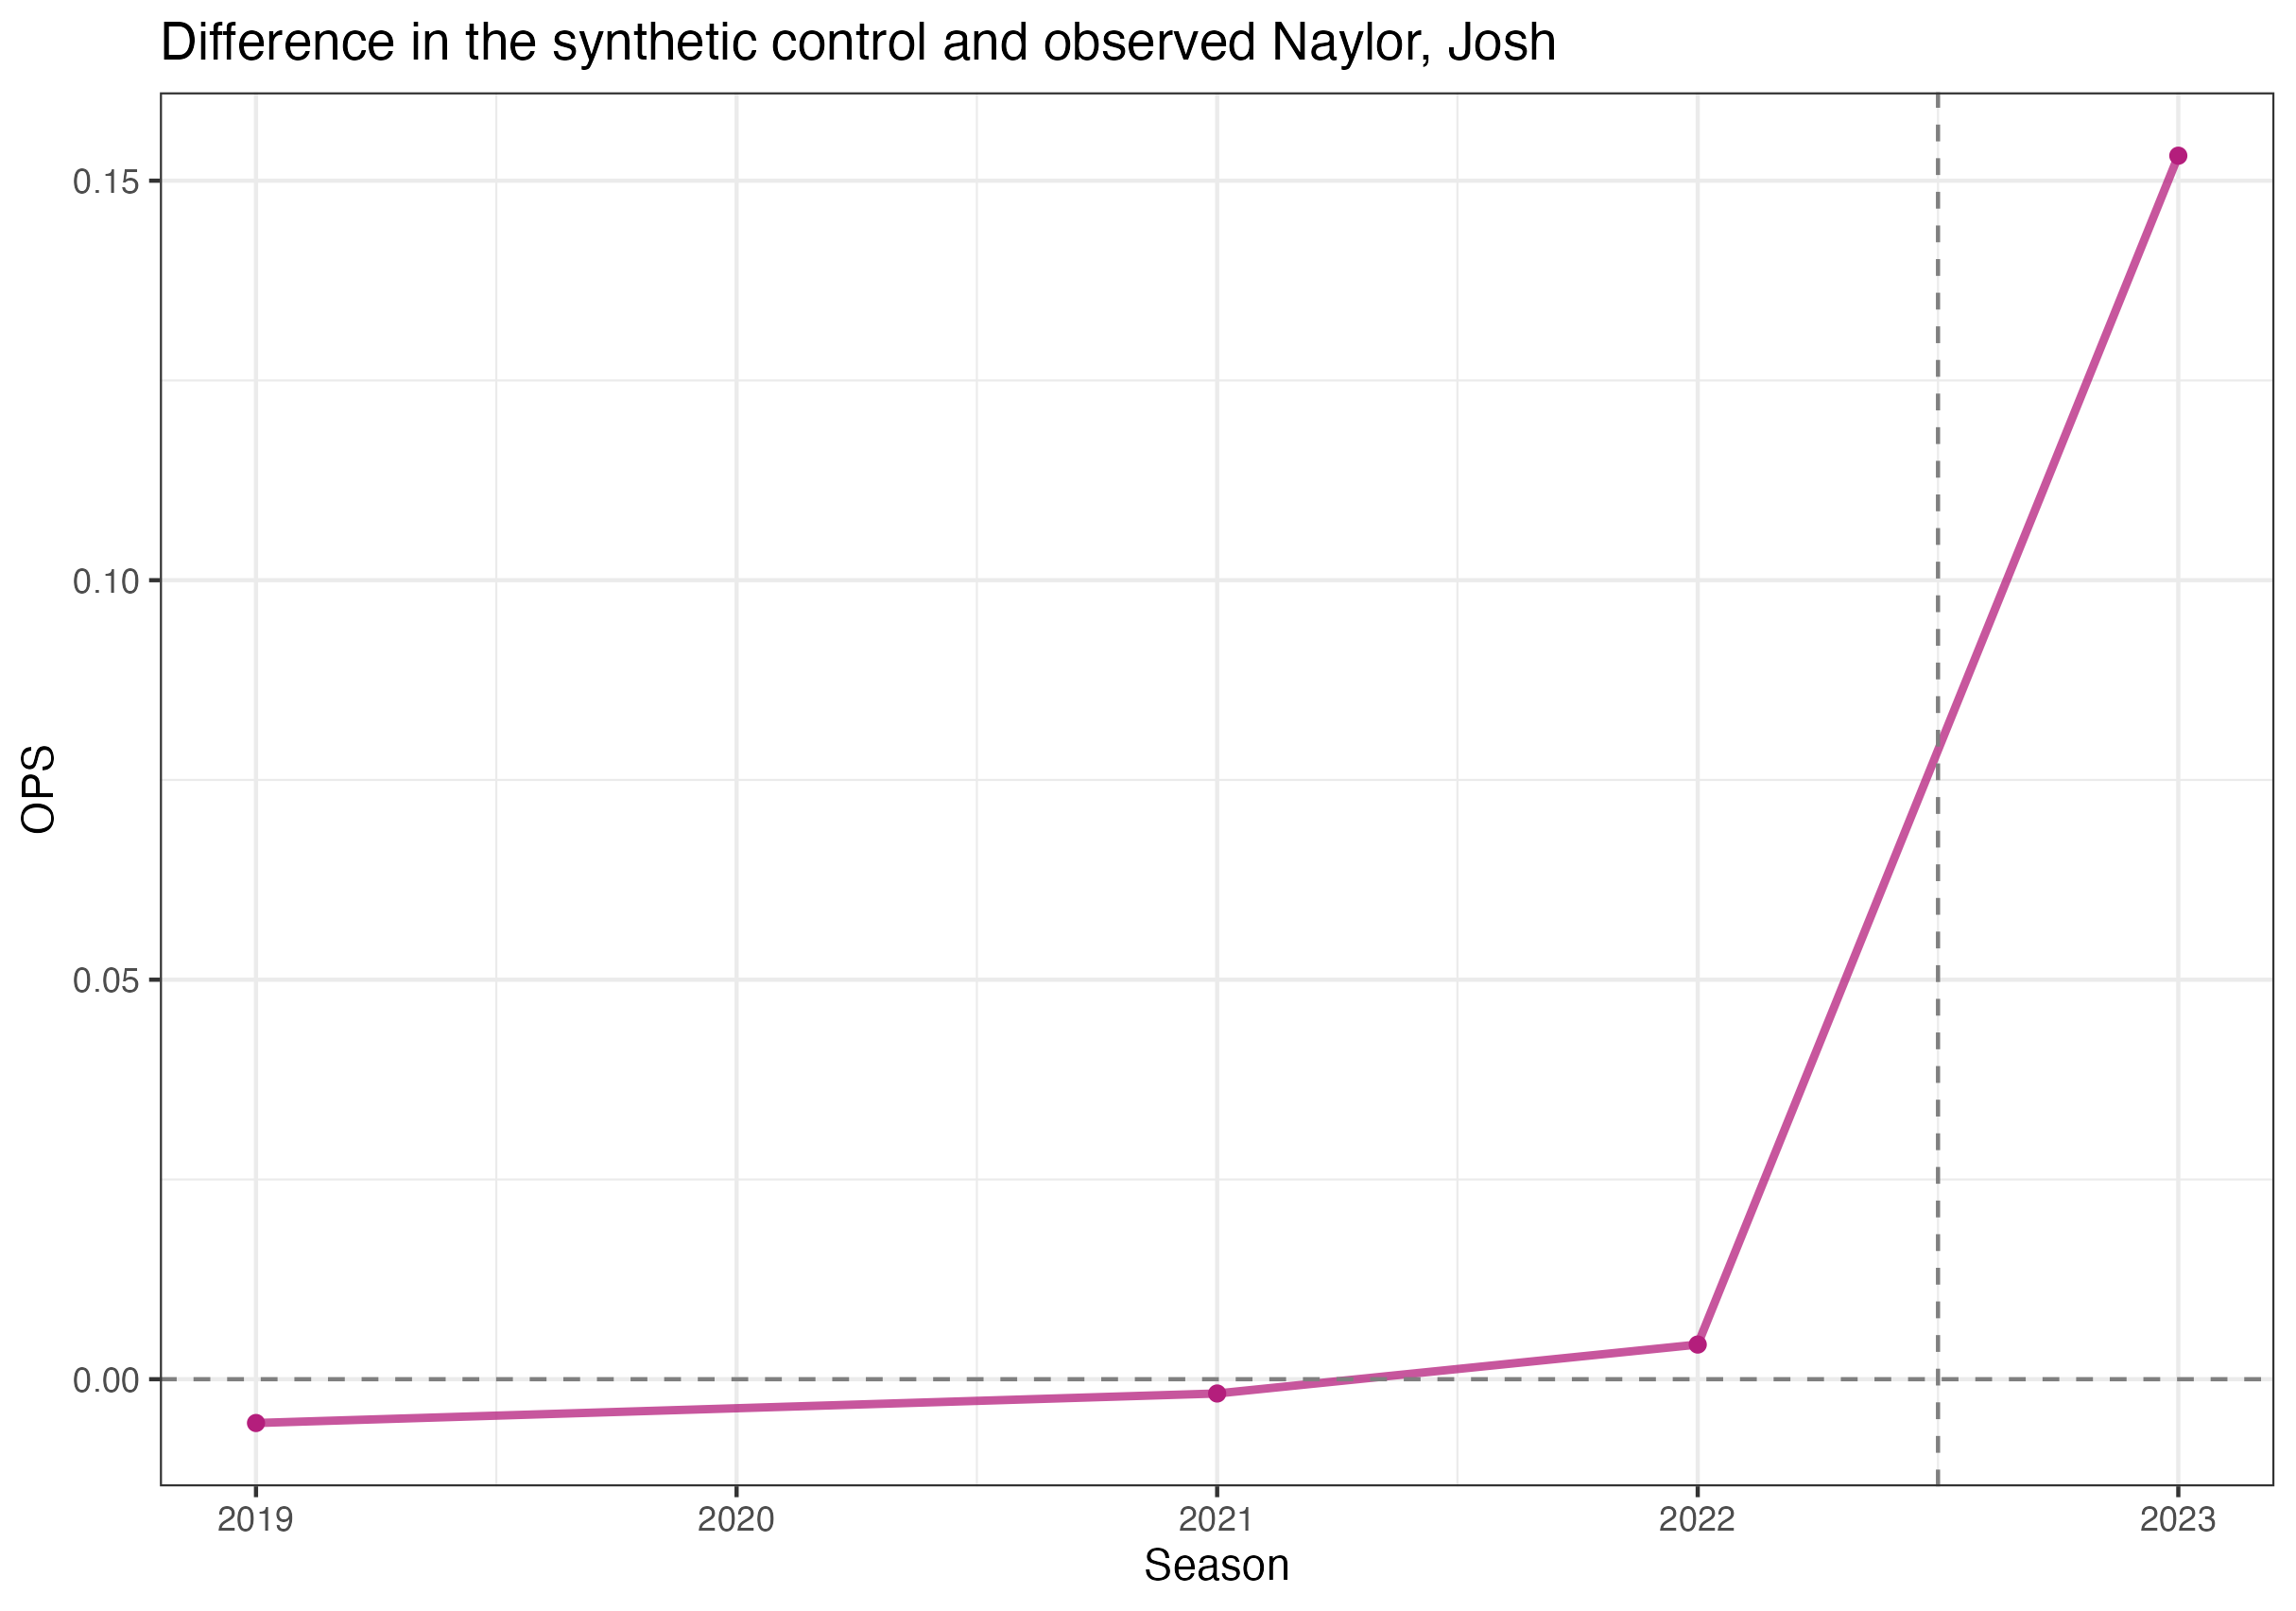 Difference in the synthetic control and observed Naylor, Josh
0.15
0.10
0.05
0.00
OPS
2019 2020 2021 2022 2023
Season